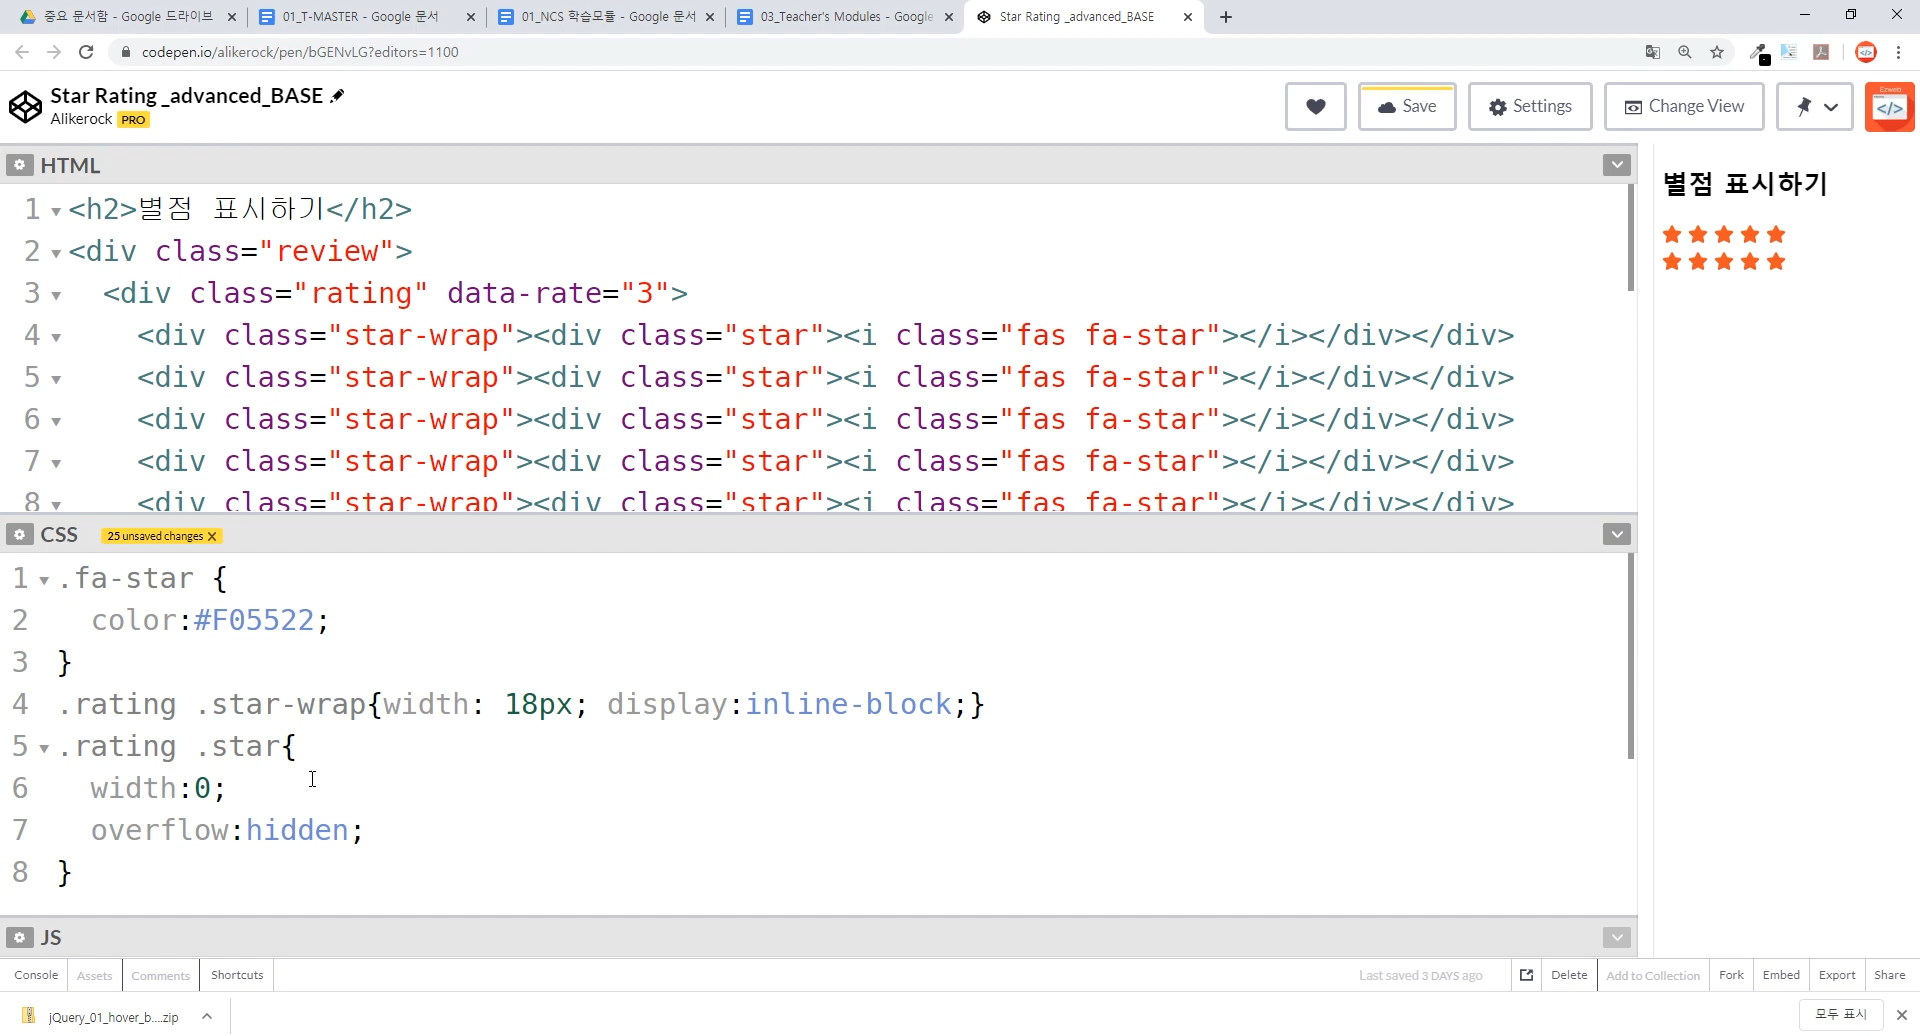 중요 문서함 - Google 드라이브
01_T-MASTER - Google 문서
01_NCS 학습모듈 - Google 문서
03_Teacher's Modules - Google
Star Rating _advanced_BASE
codepen.io/alikerock/pen/bGENvLG?editors=1100
Star Rating _advanced_BASE
Alikerock PRO
Save
Settings
Change View
Ezweb
</>
HTML
1 <h2>별점 표시하기</h2>
2 <div class="review">
3 <div class="rating" data-rate="3">
4 <div class="star-wrap"><div class="star"><i class="fas fa-star"></i></div></div>
5 <div class="star-wrap"><div class="star"><i class="fas fa-star"></i></div></div>
6 <div class="star-wrap"><div class="star"><i class="fas fa-star"></i></div></div>
7 <div class="star-wrap"><div class="star"><i class="fas fa-star"></i></div></div>
8 <div class="star-wrap"><div class="star"><i class="fas fa-star"></i></div></div>
별점 표시하기
CSS 25 unsaved changes X
1 .fa-star {
2 color:#F05522;
3 }
4 .rating .star-wrap{width: 18px; display:inline-block;}
5 .rating .star{
6 width:0;
7 overflow:hidden;
8 }
JS
Console Assets Comments Shortcuts Last saved 3 DAYS ago Delete Add to Collection Fork Embed Export Share
jQuery_01_hover_b....zip 모두 표시